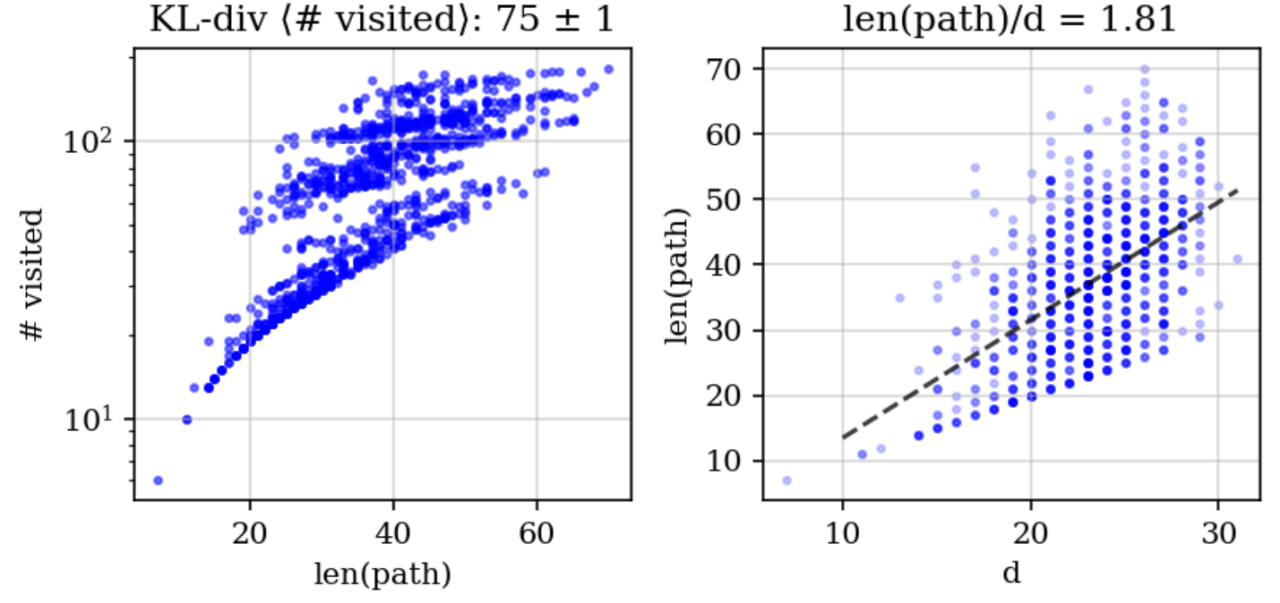 KL-div ⟨# visited⟩: 75 ± 1
10²
10¹
# visited
20 40 60
len(path)
len(path)/d = 1.81
70
60
50
40
30
20
10
len(path)
10 20 30
d